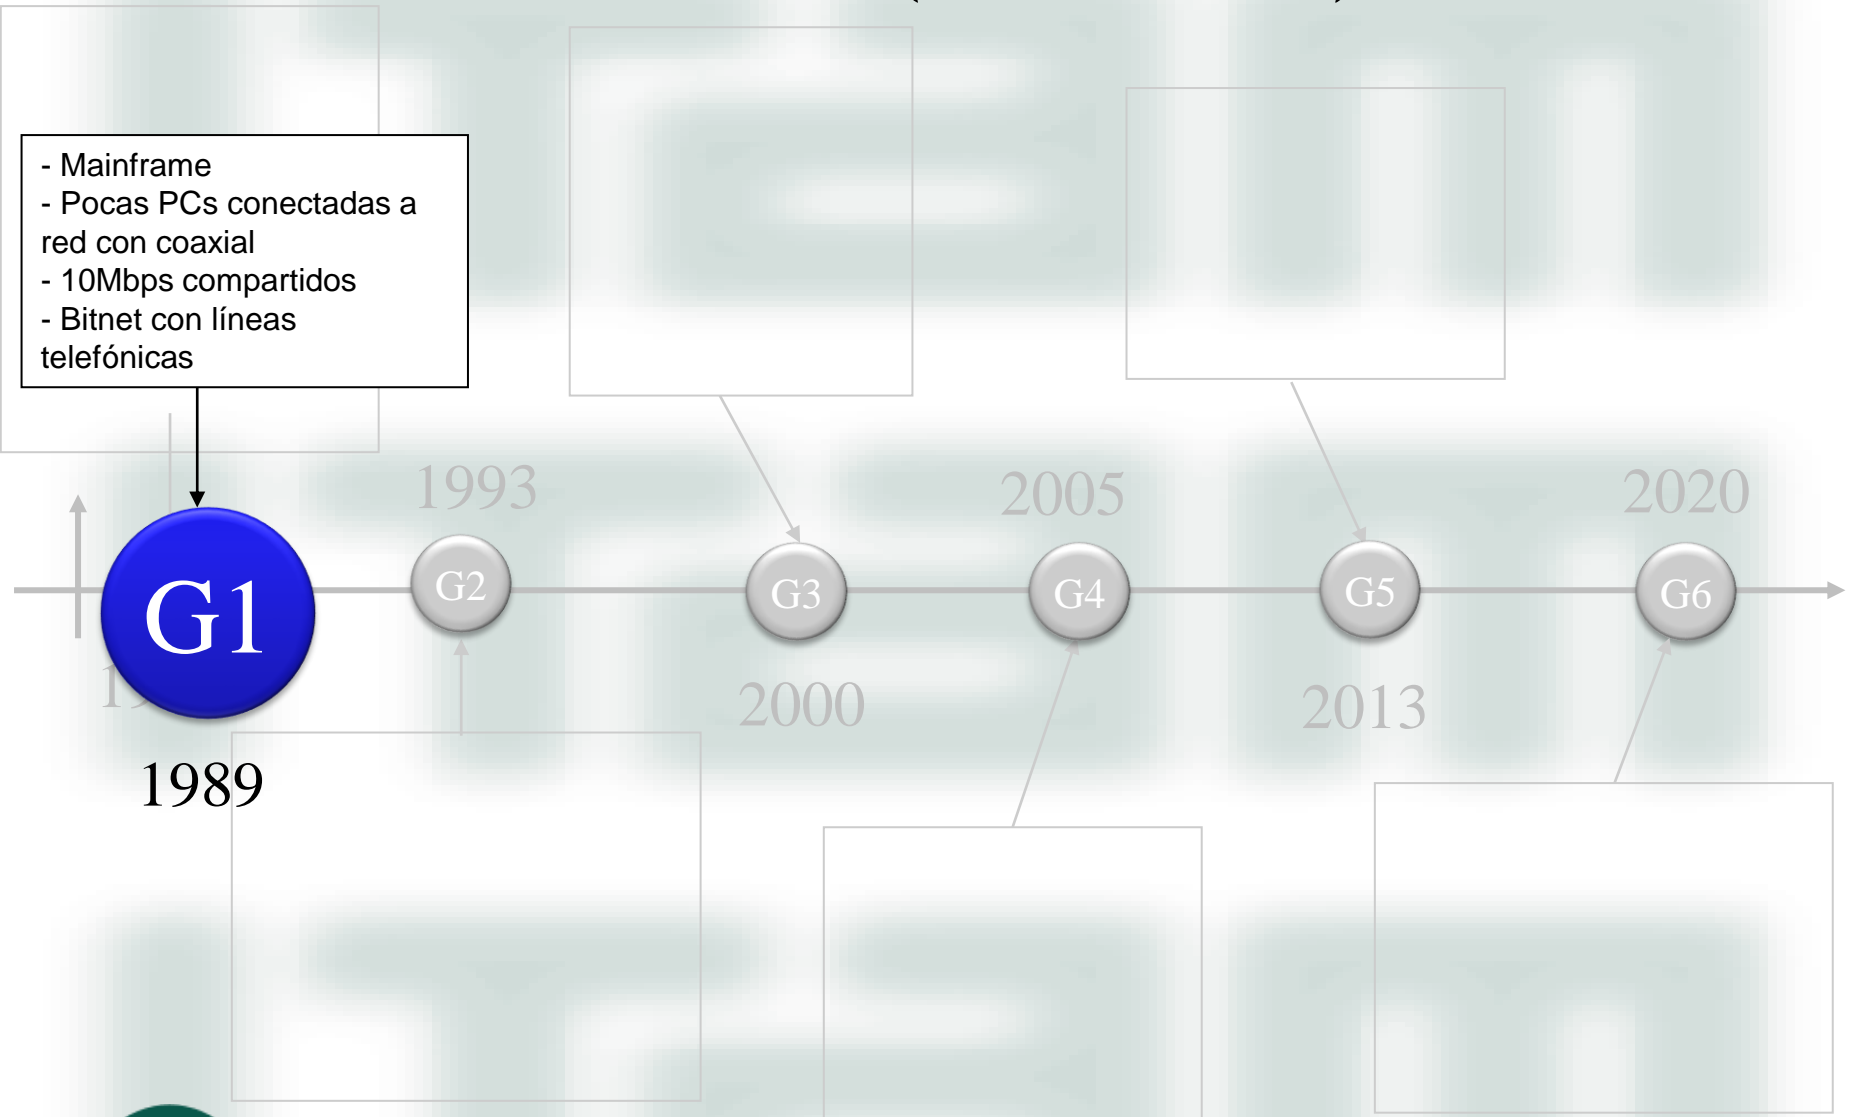 - Mainframe
- Pocas PCs conectadas a
red con coaxial
- 10Mbps compartidos
- Bitnet con líneas
telefónicas
1993
2005
2020
G1
G2
G3
G4
G5
G6
2000
2013
1989